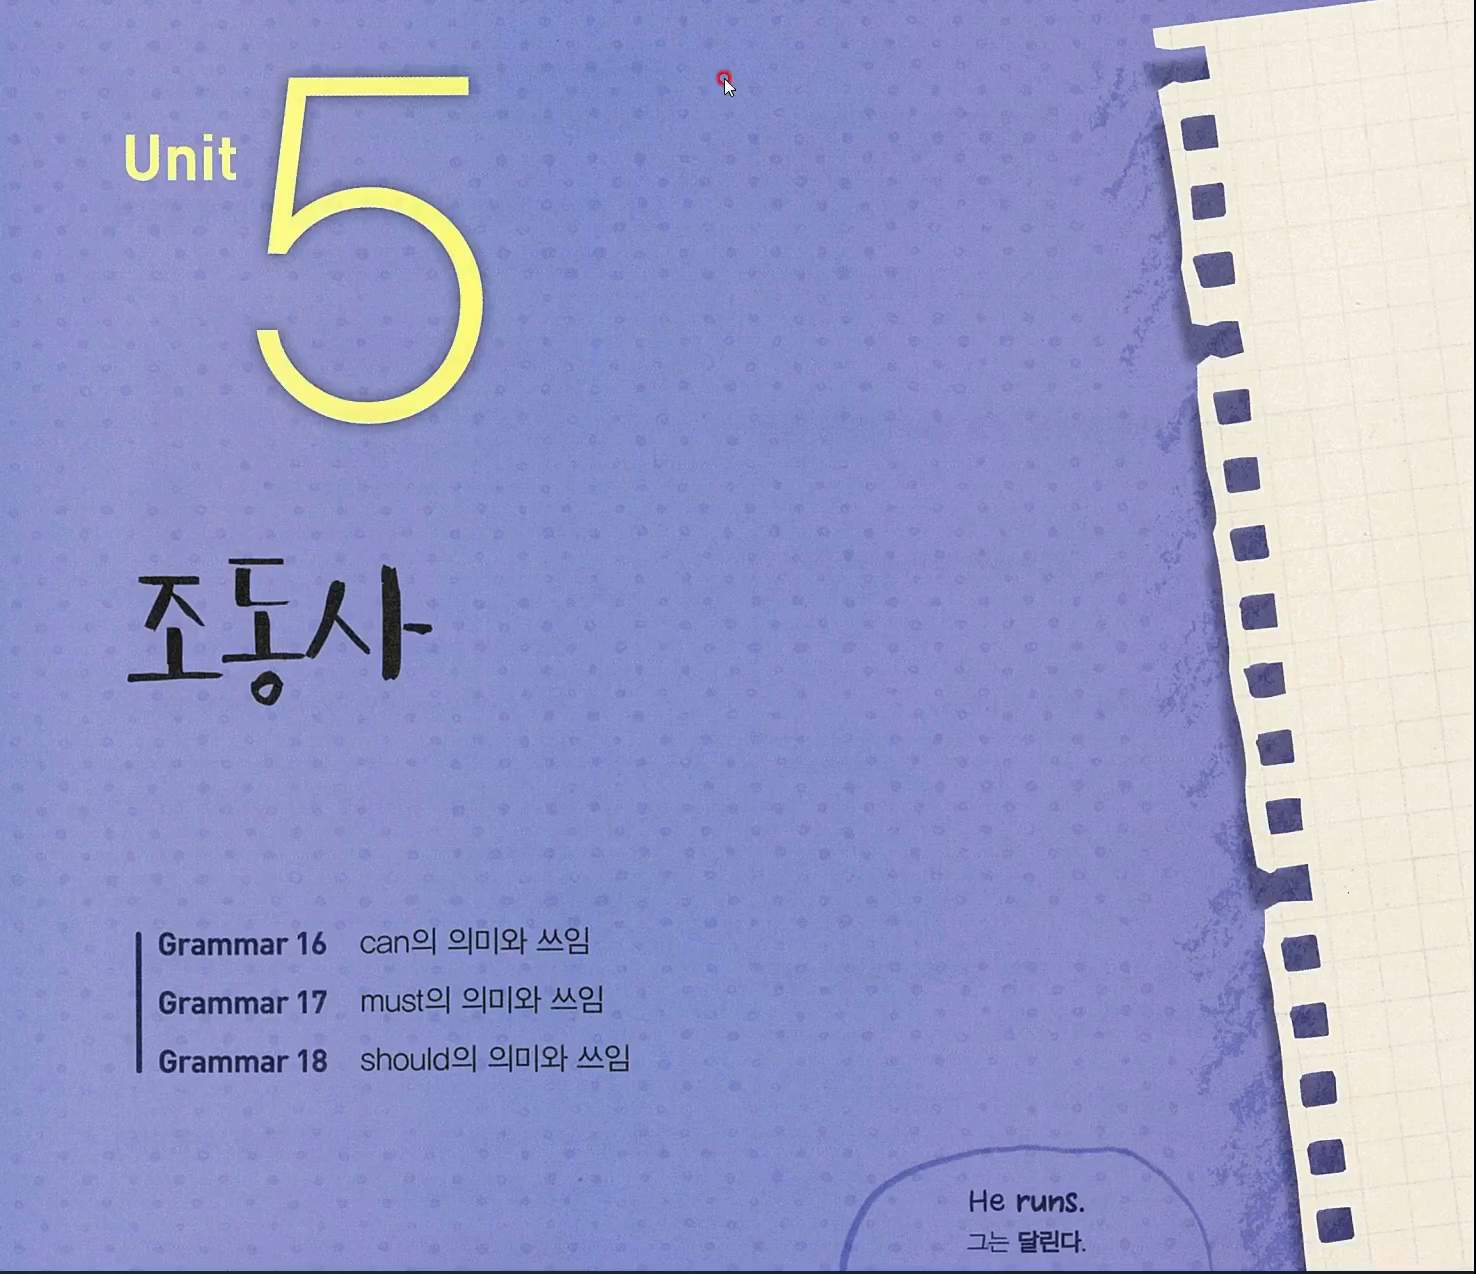 Unit 5
조동사
Grammar 16 can의 의미와 쓰임
Grammar 17 must의 의미와 쓰임
Grammar 18 should의 의미와 쓰임
He runs.
그는 달린다.